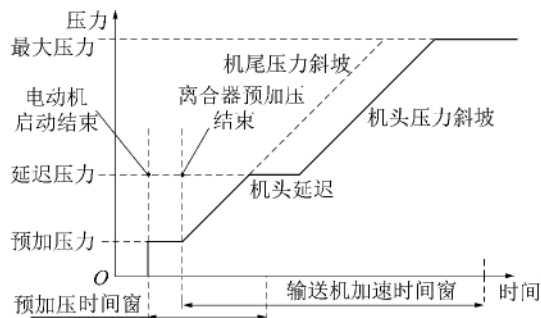 压力
最大压力
机尾压力斜坡
电动机
启动结束
离合器预加压
结束
机头压力斜坡
延迟压力
机头延迟
预加压力
O
输送机加速时间窗
时间
预加压时间窗